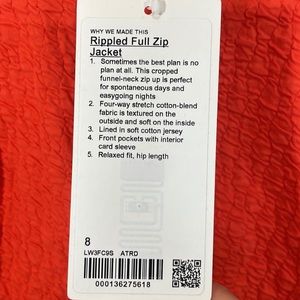 WHY WE MADE THIS
Rippled Full Zip
Jacket
1. Sometimes the best plan is no
plan at all. This cropped
funnel-neck zip up is perfect
for spontaneous days and
easygoing nights
2. Four-way stretch cotton-blend
fabric is textured on the
outside and soft on the inside
3. Lined in soft cotton jersey
4. Front pockets with interior
card sleeve
5. Relaxed fit, hip length
8
LW3FC9S ATRD
000136275618